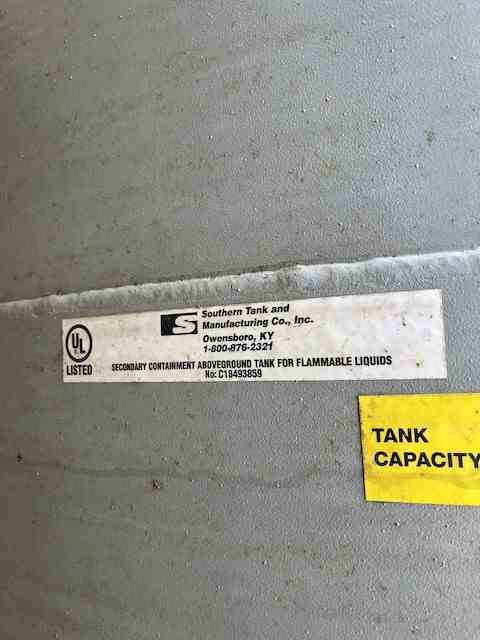 UL
LISTED
S
Southern Tank and
Manufacturing Co., Inc.
Owensboro, KY
1-800-876-2321
SECONDARY CONTAINMENT ABOVEGROUND TANK FOR FLAMMABLE LIQUIDS
No: C18493859
TANK
CAPACITY